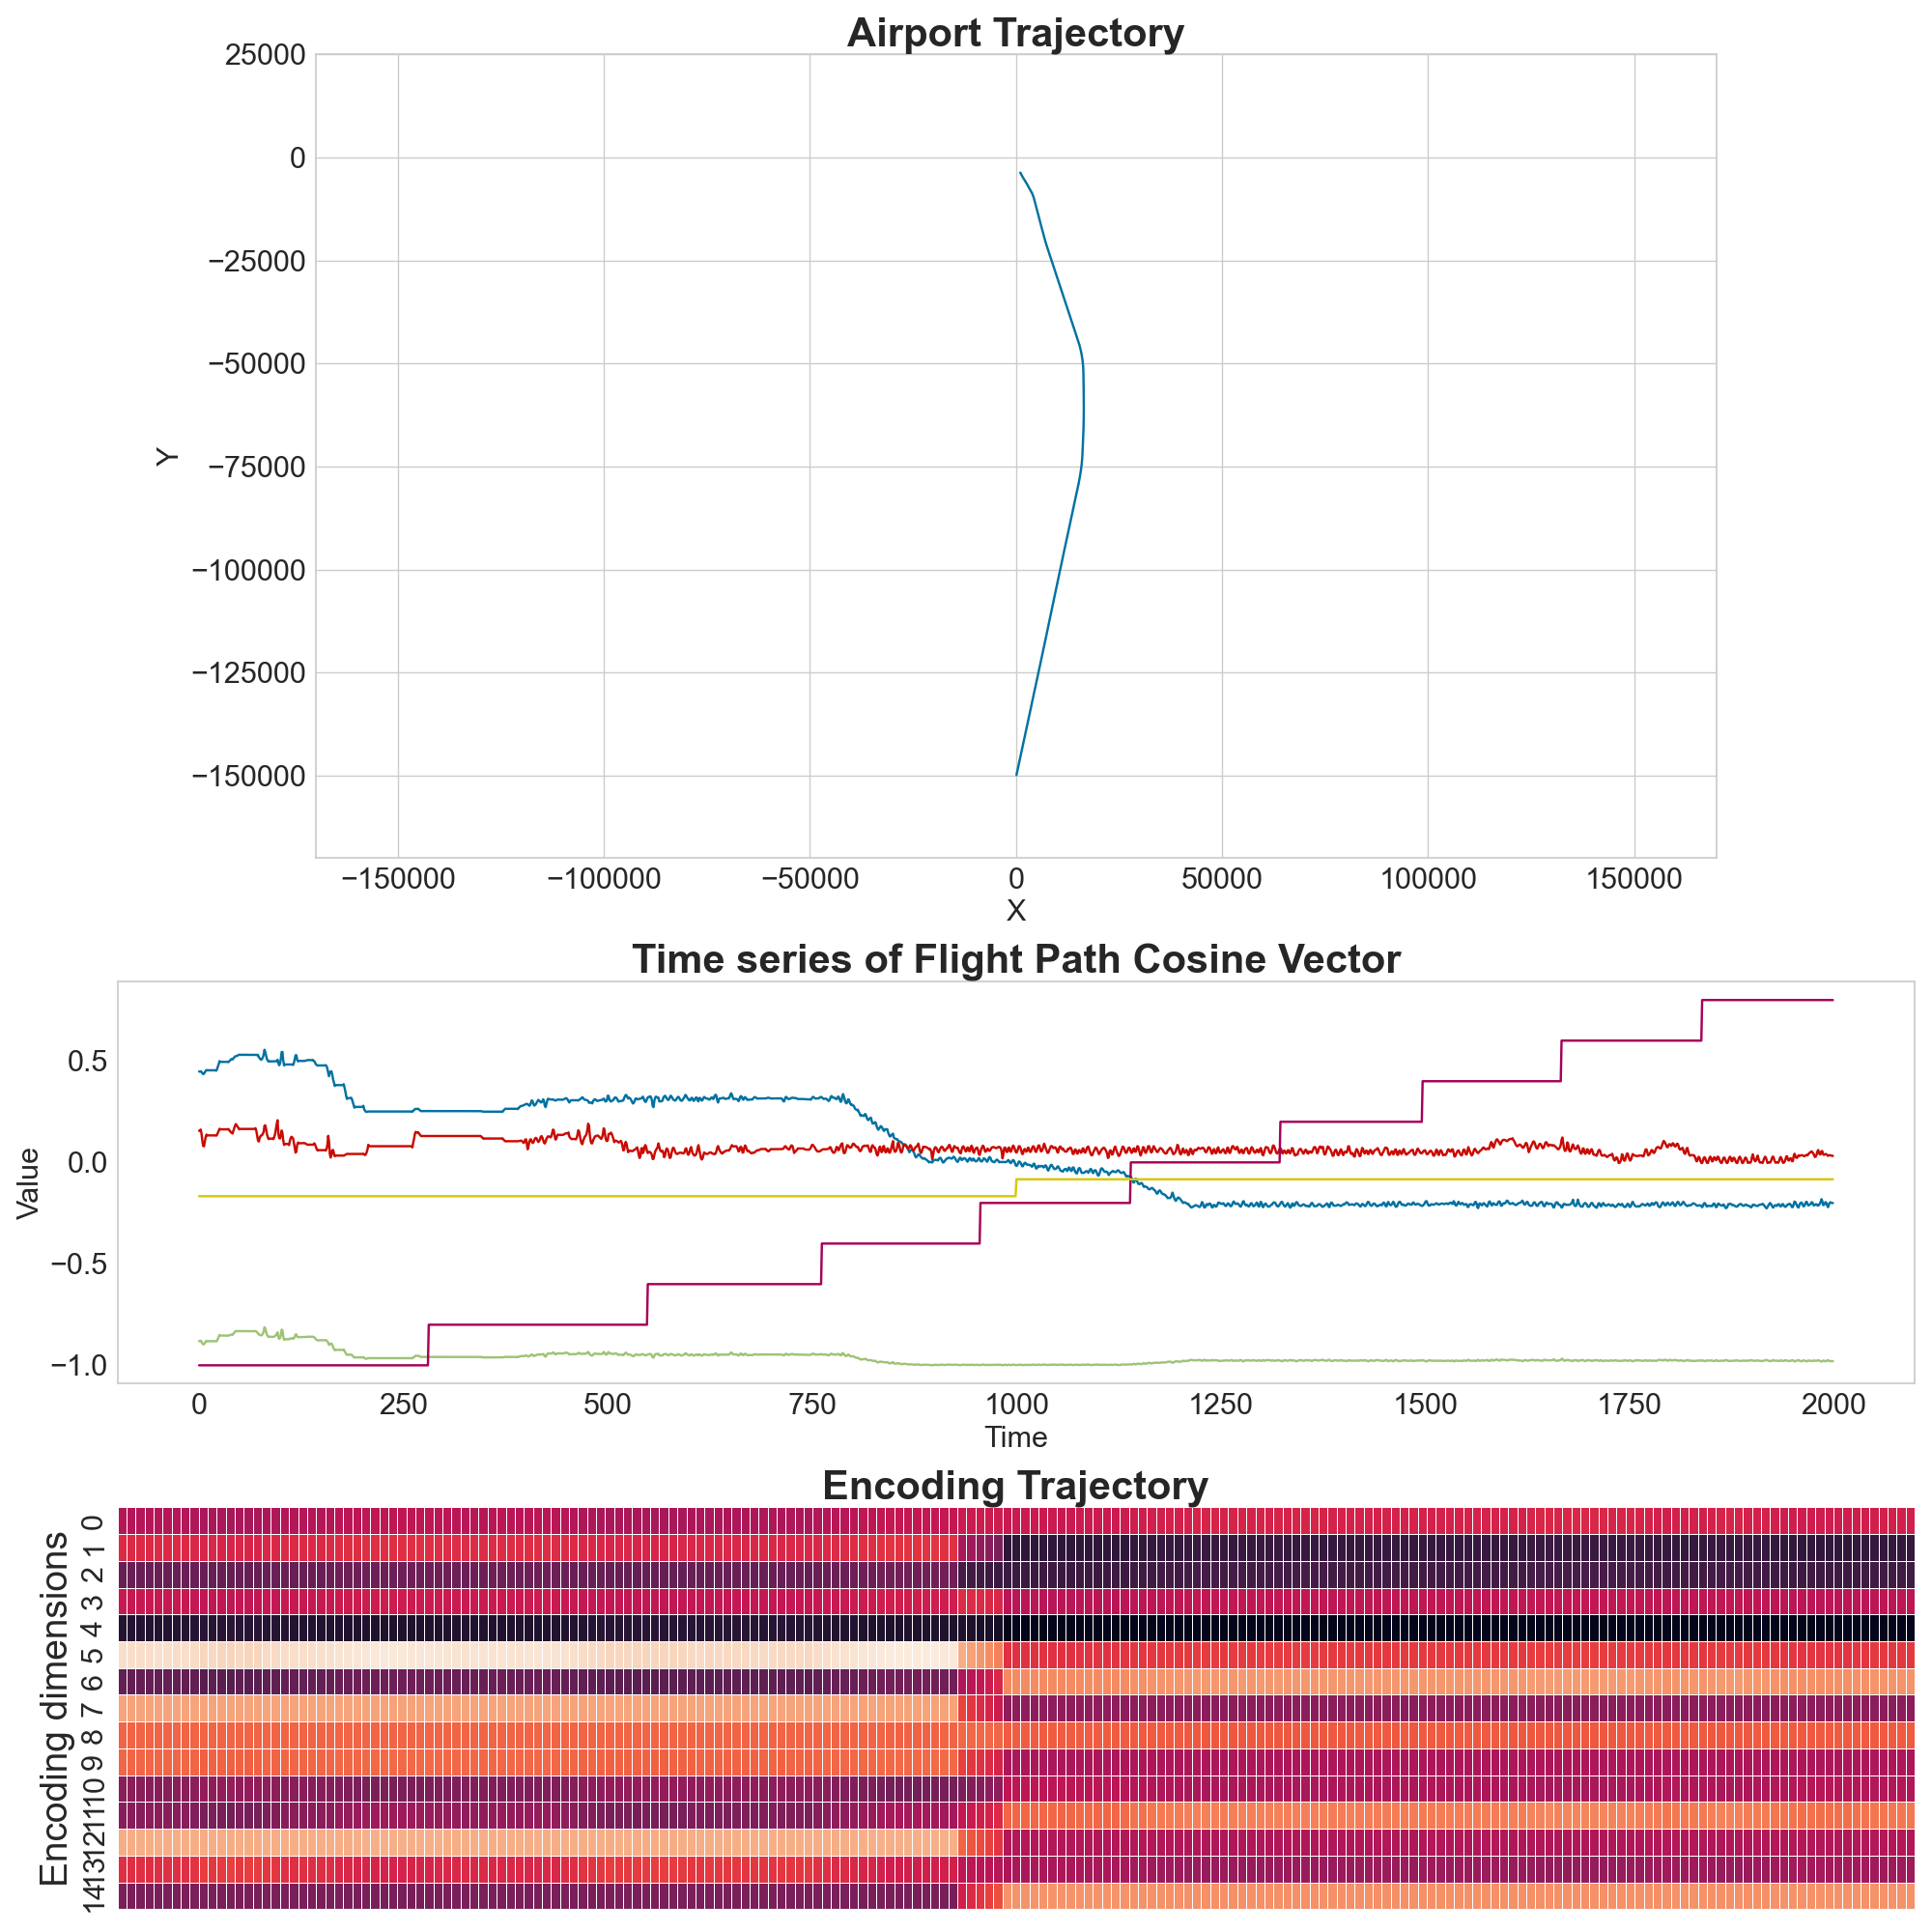 Airport Trajectory
25000
0
−25000
−50000
−75000
−100000
−125000
−150000
Y
−150000 −100000 −50000 0 50000 100000 150000
X
Time series of Flight Path Cosine Vector
0.5
0.0
−0.5
−1.0
Value
0 250 500 750 1000 1250 1500 1750 2000
Time
Encoding Trajectory
0
1
2
3
4
5
6
7
8
9
10
11
12
13
14
Encoding dimensions